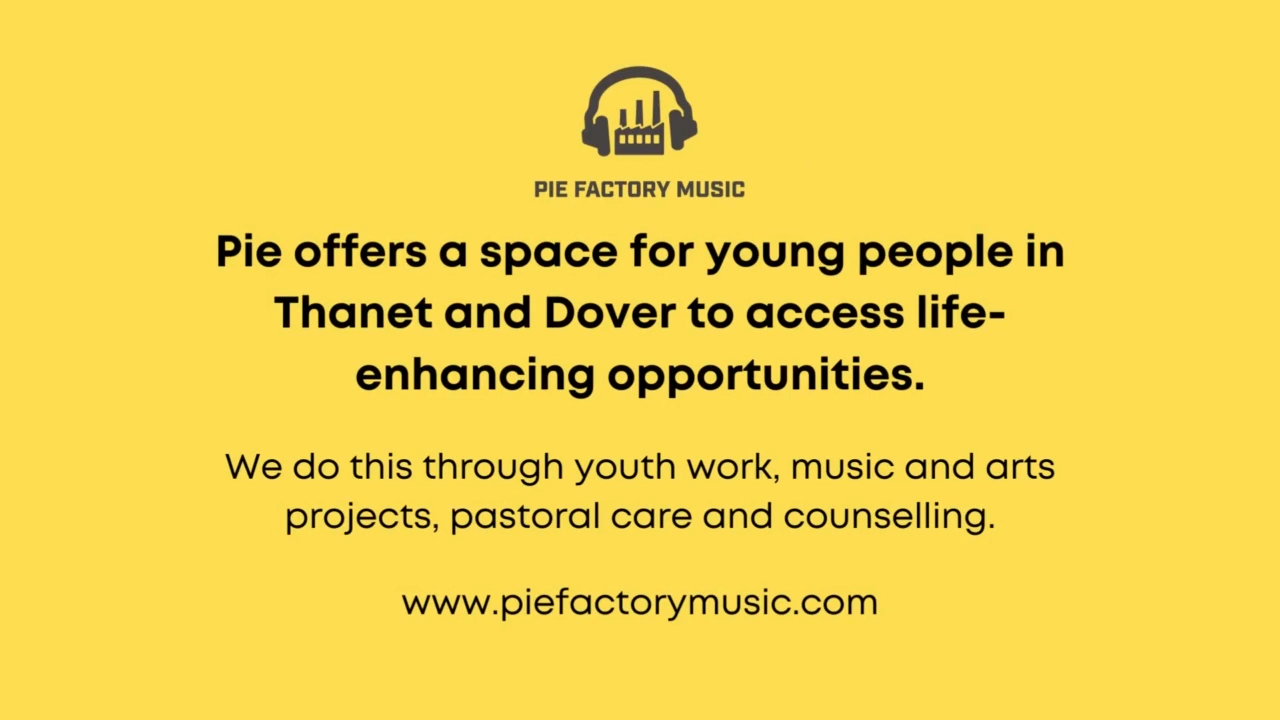 PIE FACTORY MUSIC
Pie offers a space for young people in
Thanet and Dover to access life-
enhancing opportunities.
We do this through youth work, music and arts
projects, pastoral care and counselling.
www.piefactorymusic.com